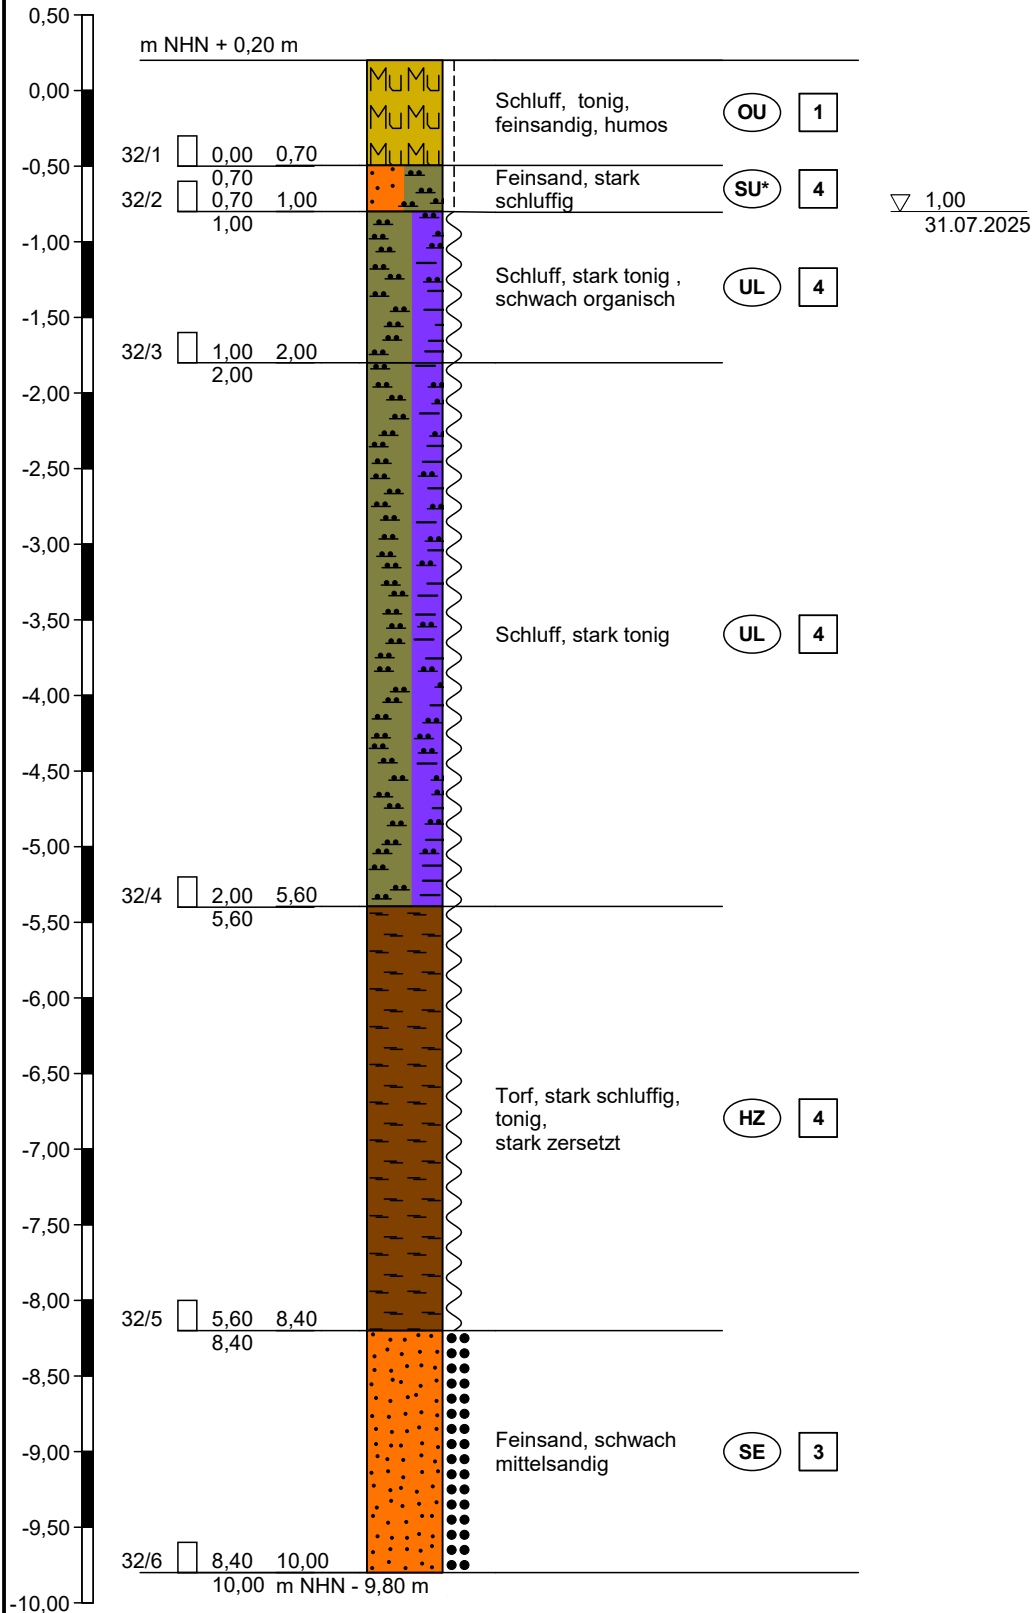 0,50
m NHN + 0,20 m
0,00
Mu Mu
Mu Mu
Mu Mu
Schluff, tonig,
feinsandig, humos
OU 1
32/1 0,00 0,70
0,70
-0,50
Feinsand, stark
schluffig
SU* 4
32/2 0,70 1,00
1,00
1,00
31.07.2025
-1,00
Schluff, stark tonig ,
schwach organisch
UL 4
-1,50
32/3 1,00 2,00
2,00
-2,00
-2,50
-3,00
-3,50
Schluff, stark tonig
UL 4
-4,00
-4,50
-5,00
32/4 2,00 5,60
5,60
-5,50
-6,00
-6,50
Torf, stark schluffig,
tonig,
stark zersetzt
HZ 4
-7,00
-7,50
-8,00
32/5 5,60 8,40
8,40
-8,50
-9,00
Feinsand, schwach
mittelsandig
SE 3
-9,50
32/6 8,40 10,00
10,00 m NHN - 9,80 m
-10,00